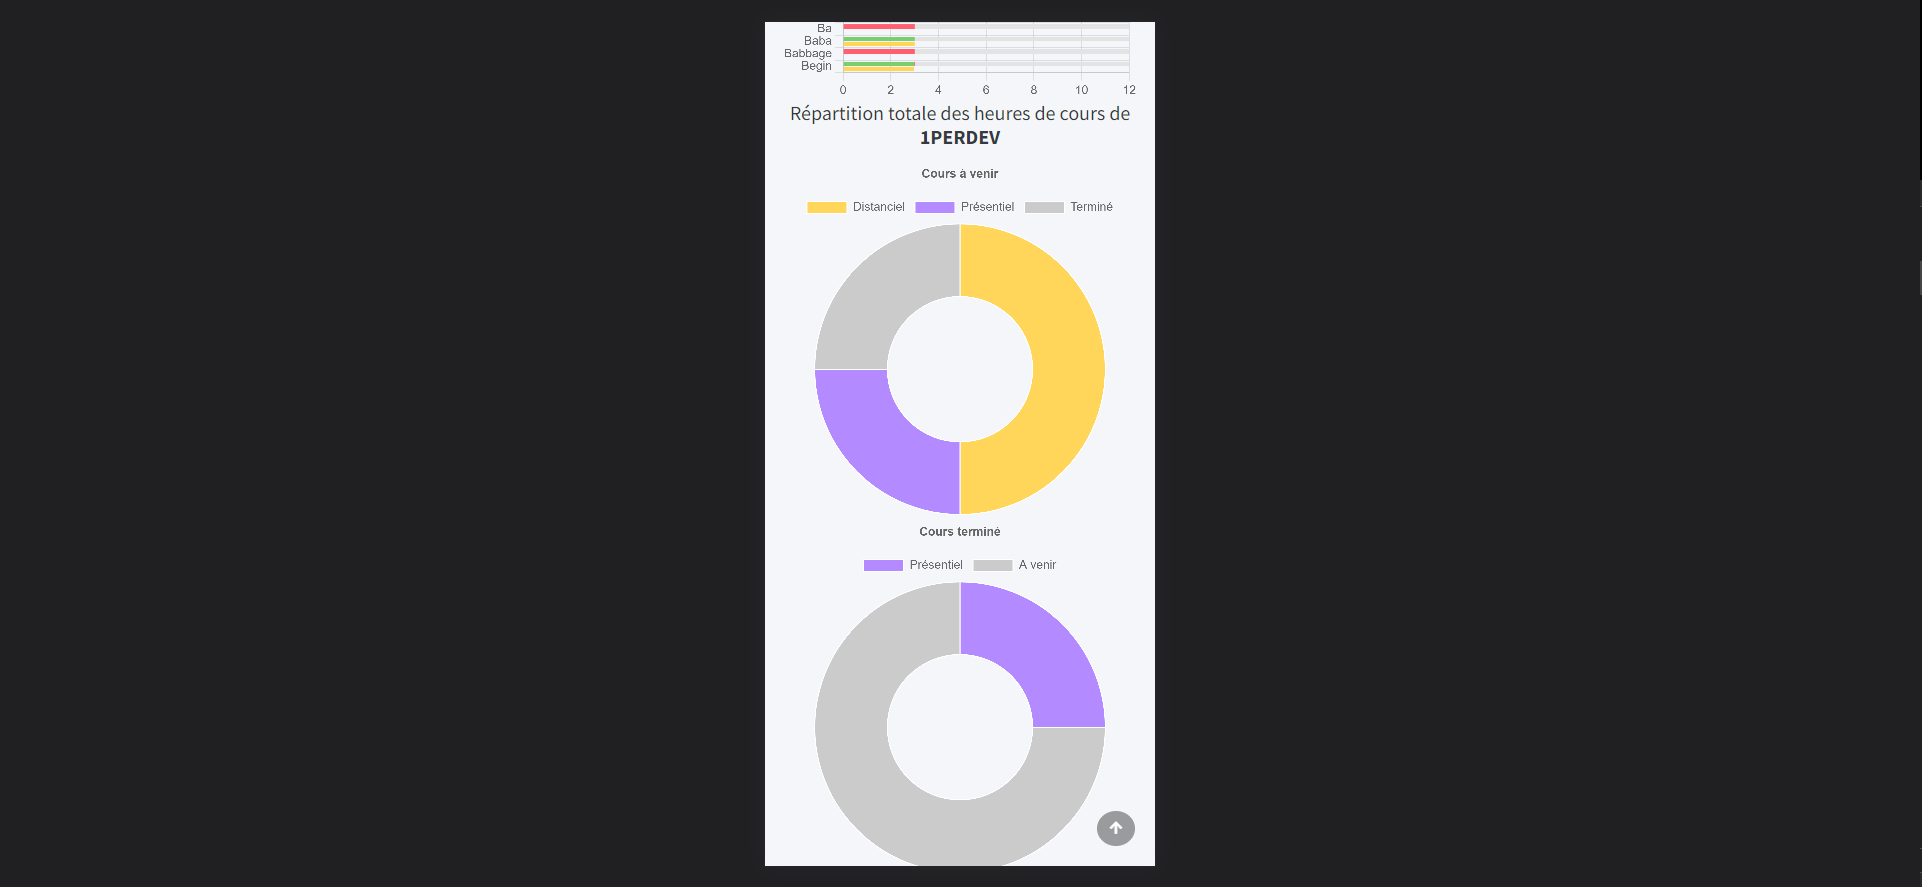 Ba
Baba
Babbage
Begin
0 2 4 6 8 10 12
Répartition totale des heures de cours de
1PERDEV
Cours à venir
Distanciel Présentiel Terminé
Cours terminé
Présentiel A venir